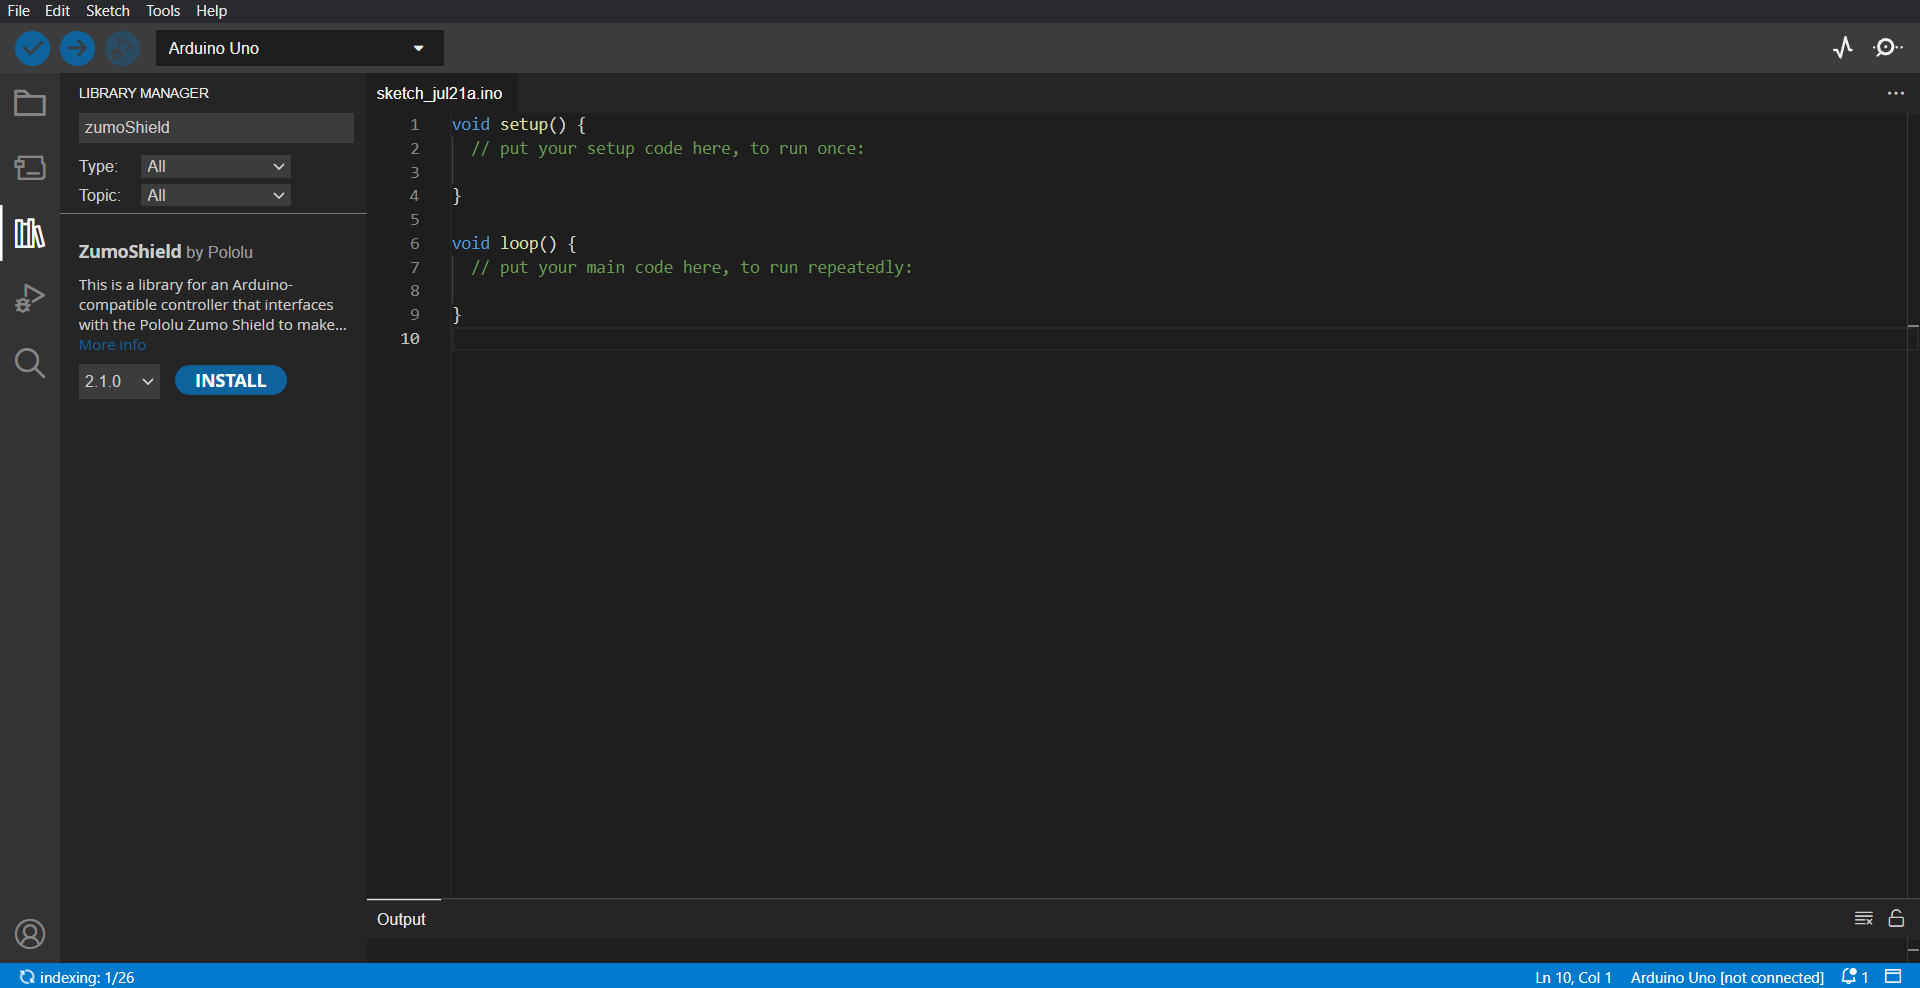 File Edit Sketch Tools Help
Arduino Uno
LIBRARY MANAGER
zumoShield
Type: All
Topic: All
ZumoShield by Pololu
This is a library for an Arduino-
compatible controller that interfaces
with the Pololu Zumo Shield to make...
More info
2.1.0 INSTALL
sketch_jul21a.ino
1 void setup() {
2 // put your setup code here, to run once:
3
4 }
5
6 void loop() {
7 // put your main code here, to run repeatedly:
8
9 }
10
Output
indexing: 1/26
Ln 10, Col 1 Arduino Uno [not connected] 1